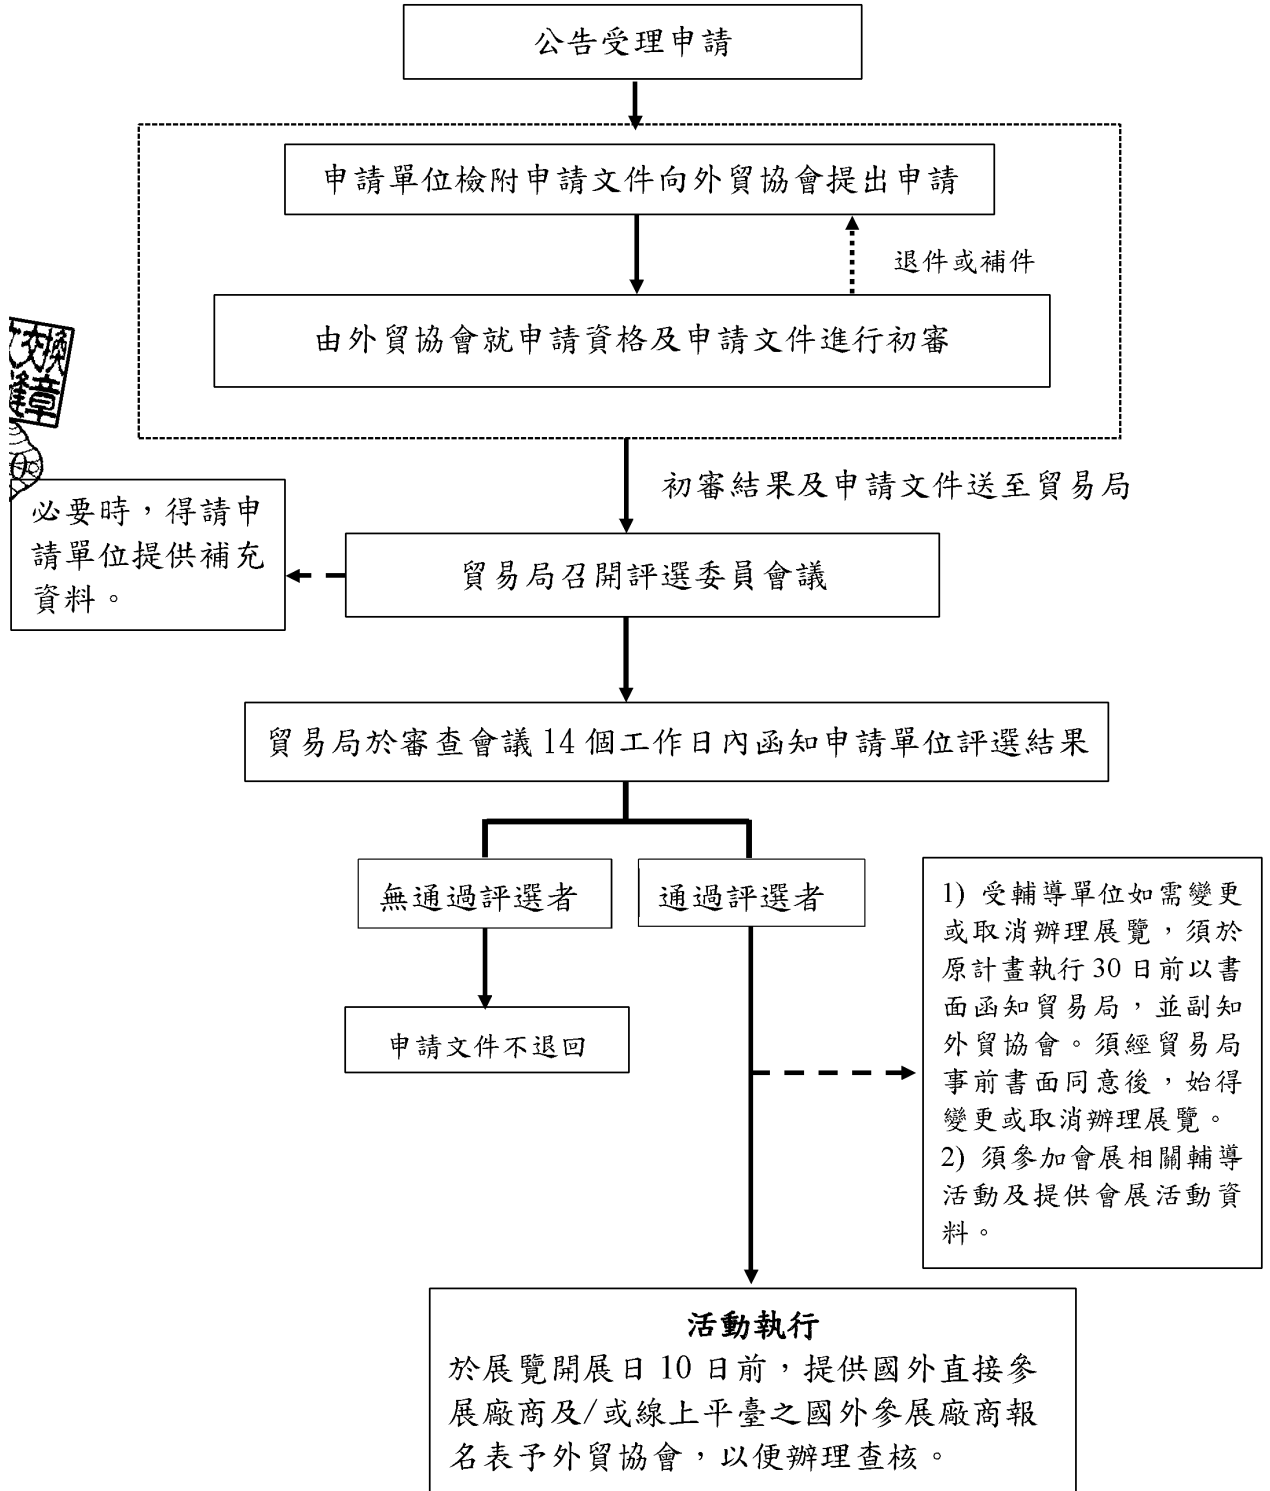 公告受理申請
申請單位檢附申請文件向外貿協會提出申請
退件或補件
由外貿協會就申請資格及申請文件進行初審
交換
章
初審結果及申請文件送至貿易局
必要時，得請申
請單位提供補充
資料。
貿易局召開評選委員會議
貿易局於審查會議 14 個工作日內函知申請單位評選結果
無通過評選者
通過評選者
申請文件不退回
1) 受輔導單位如需變更
或取消辦理展覽，須於
原計畫執行 30 日前以書
面函知貿易局，並副知
外貿協會。須經貿易局
事前書面同意後，始得
變更或取消辦理展覽。
2) 須參加會展相關輔導
活動及提供會展活動資
料。
活動執行
於展覽開展日 10 日前，提供國外直接參
展廠商及/或線上平臺之國外參展廠商報
名表予外貿協會，以便辦理查核。